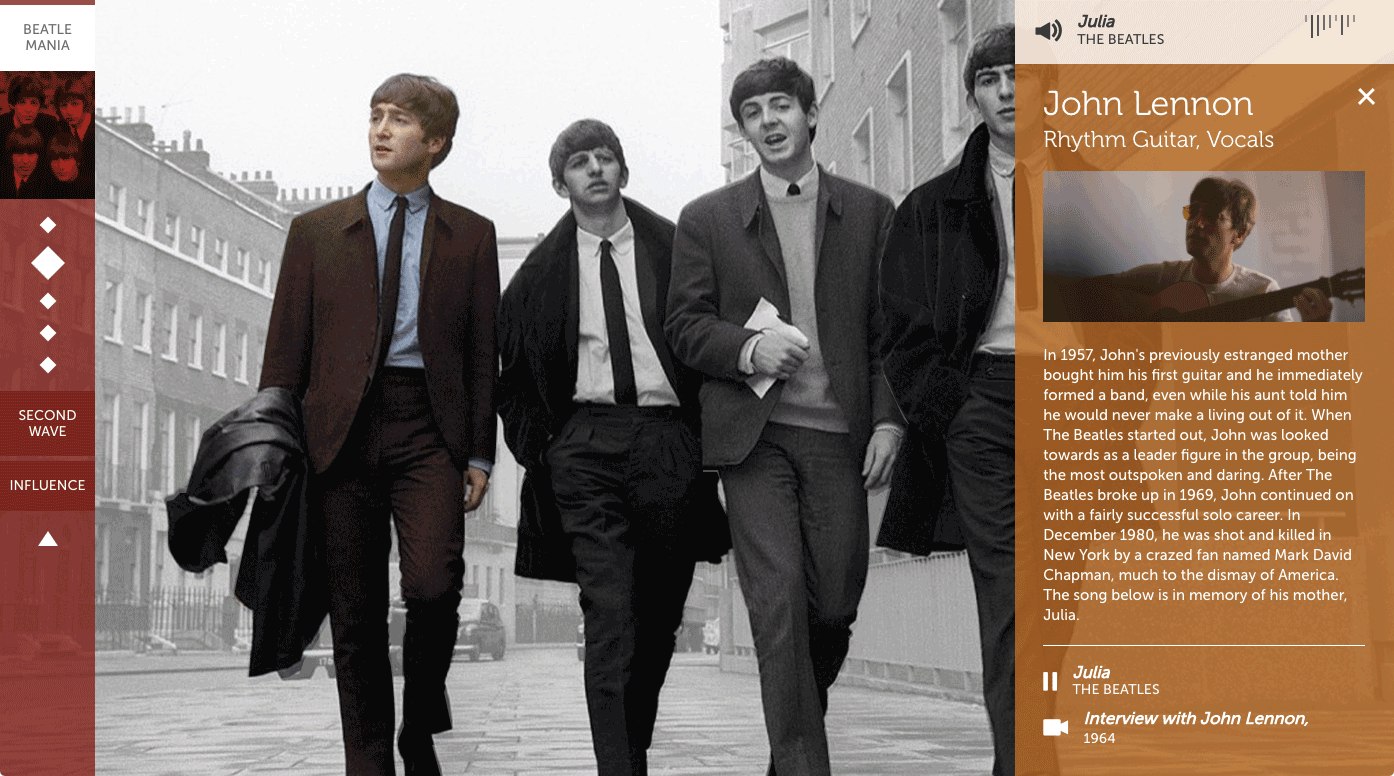 BEATLE
MANIA
SECOND
WAVE
INFLUENCE
Julia
THE BEATLES
John Lennon
Rhythm Guitar, Vocals
In 1957, John's previously estranged mother
bought him his first guitar and he immediately
formed a band, even while his aunt told him
he would never make a living out of it. When
The Beatles started out, John was looked
towards as a leader figure in the group, being
the most outspoken and daring. After The
Beatles broke up in 1969, John continued on
with a fairly successful solo career. In
December 1980, he was shot and killed in
New York by a crazed fan named Mark David
Chapman, much to the dismay of America.
The song below is in memory of his mother,
Julia.
Julia
THE BEATLES
Interview with John Lennon,
1964